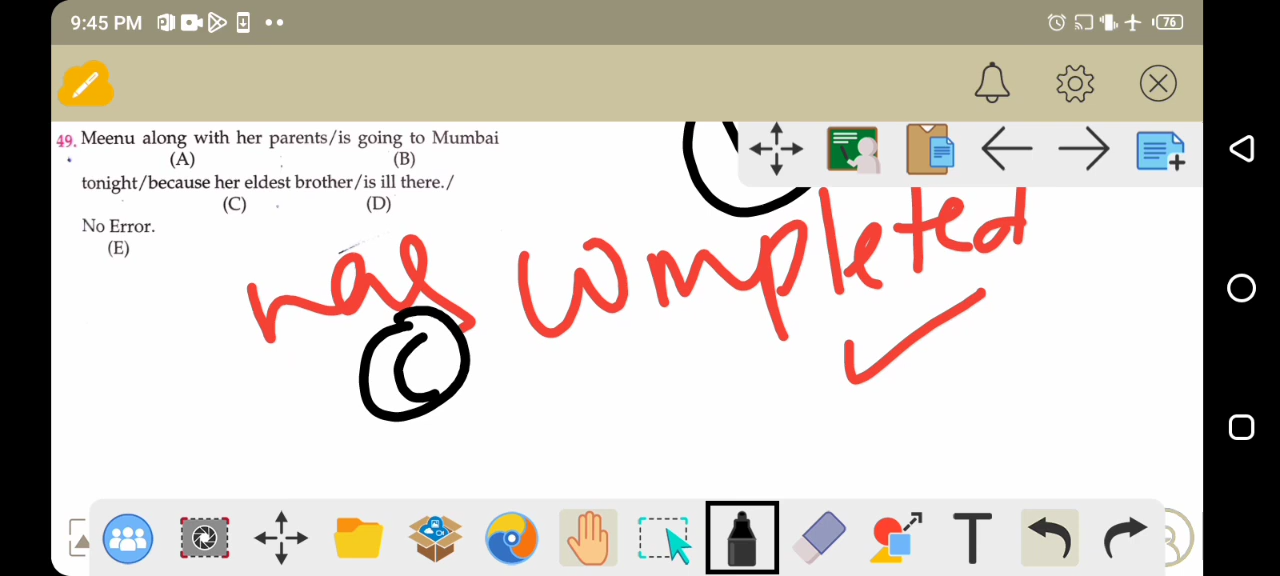 9:45 PM
76
49. Meenu along with her parents/is going to Mumbai
(A) (B)
tonight/because her eldest brother/is ill there./
(C) (D)
No Error.
(E)
has completed
C
T